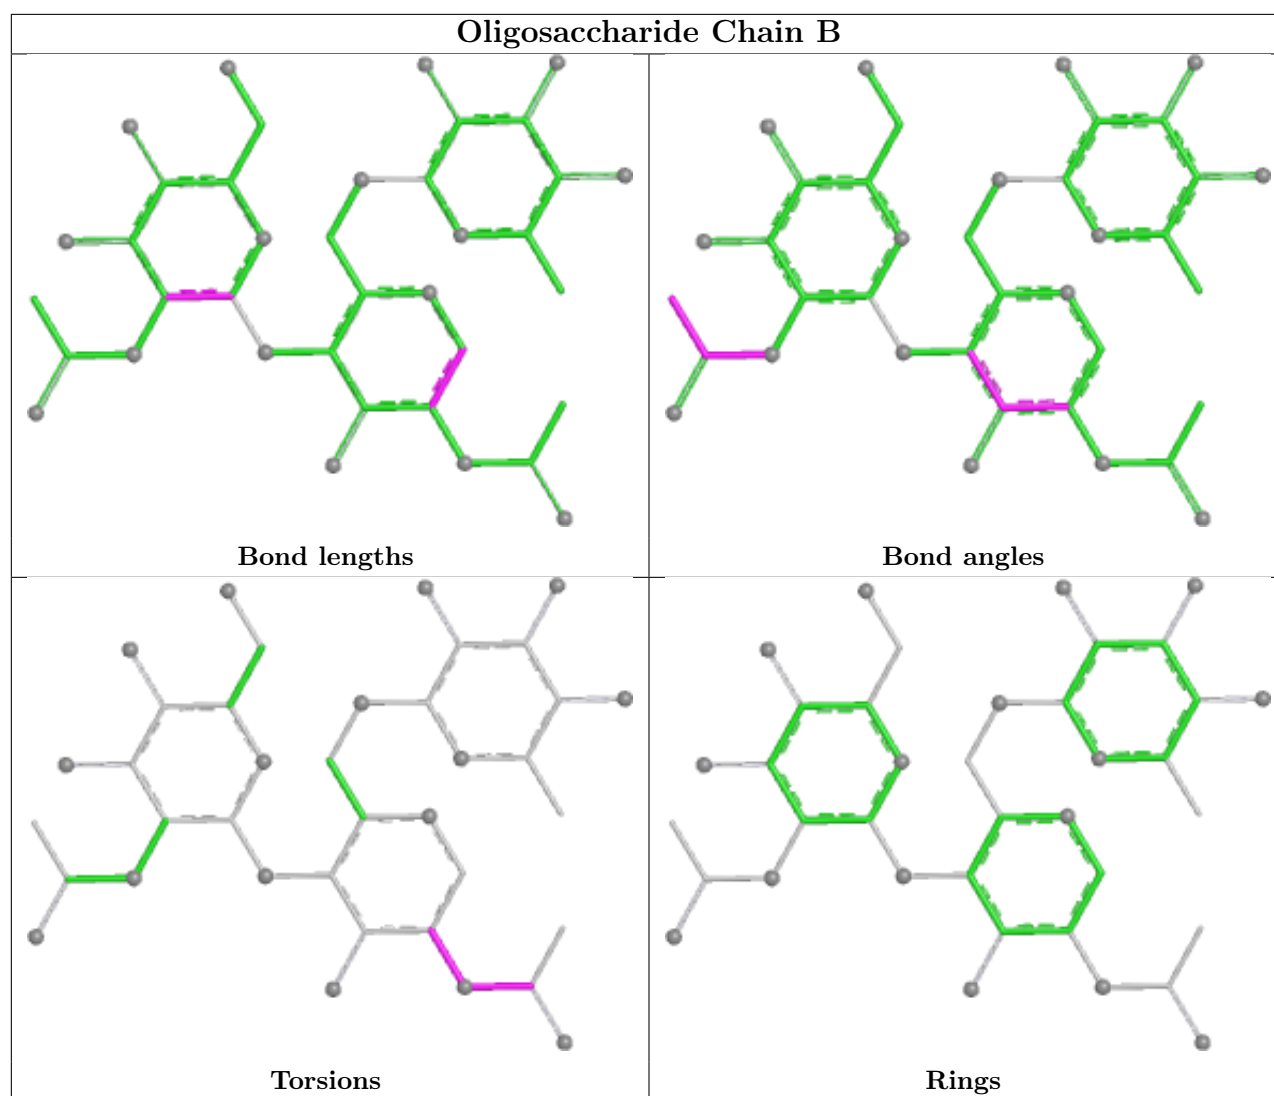 Oligosaccharide Chain B
Bond lengths
Bond angles
Torsions
Rings